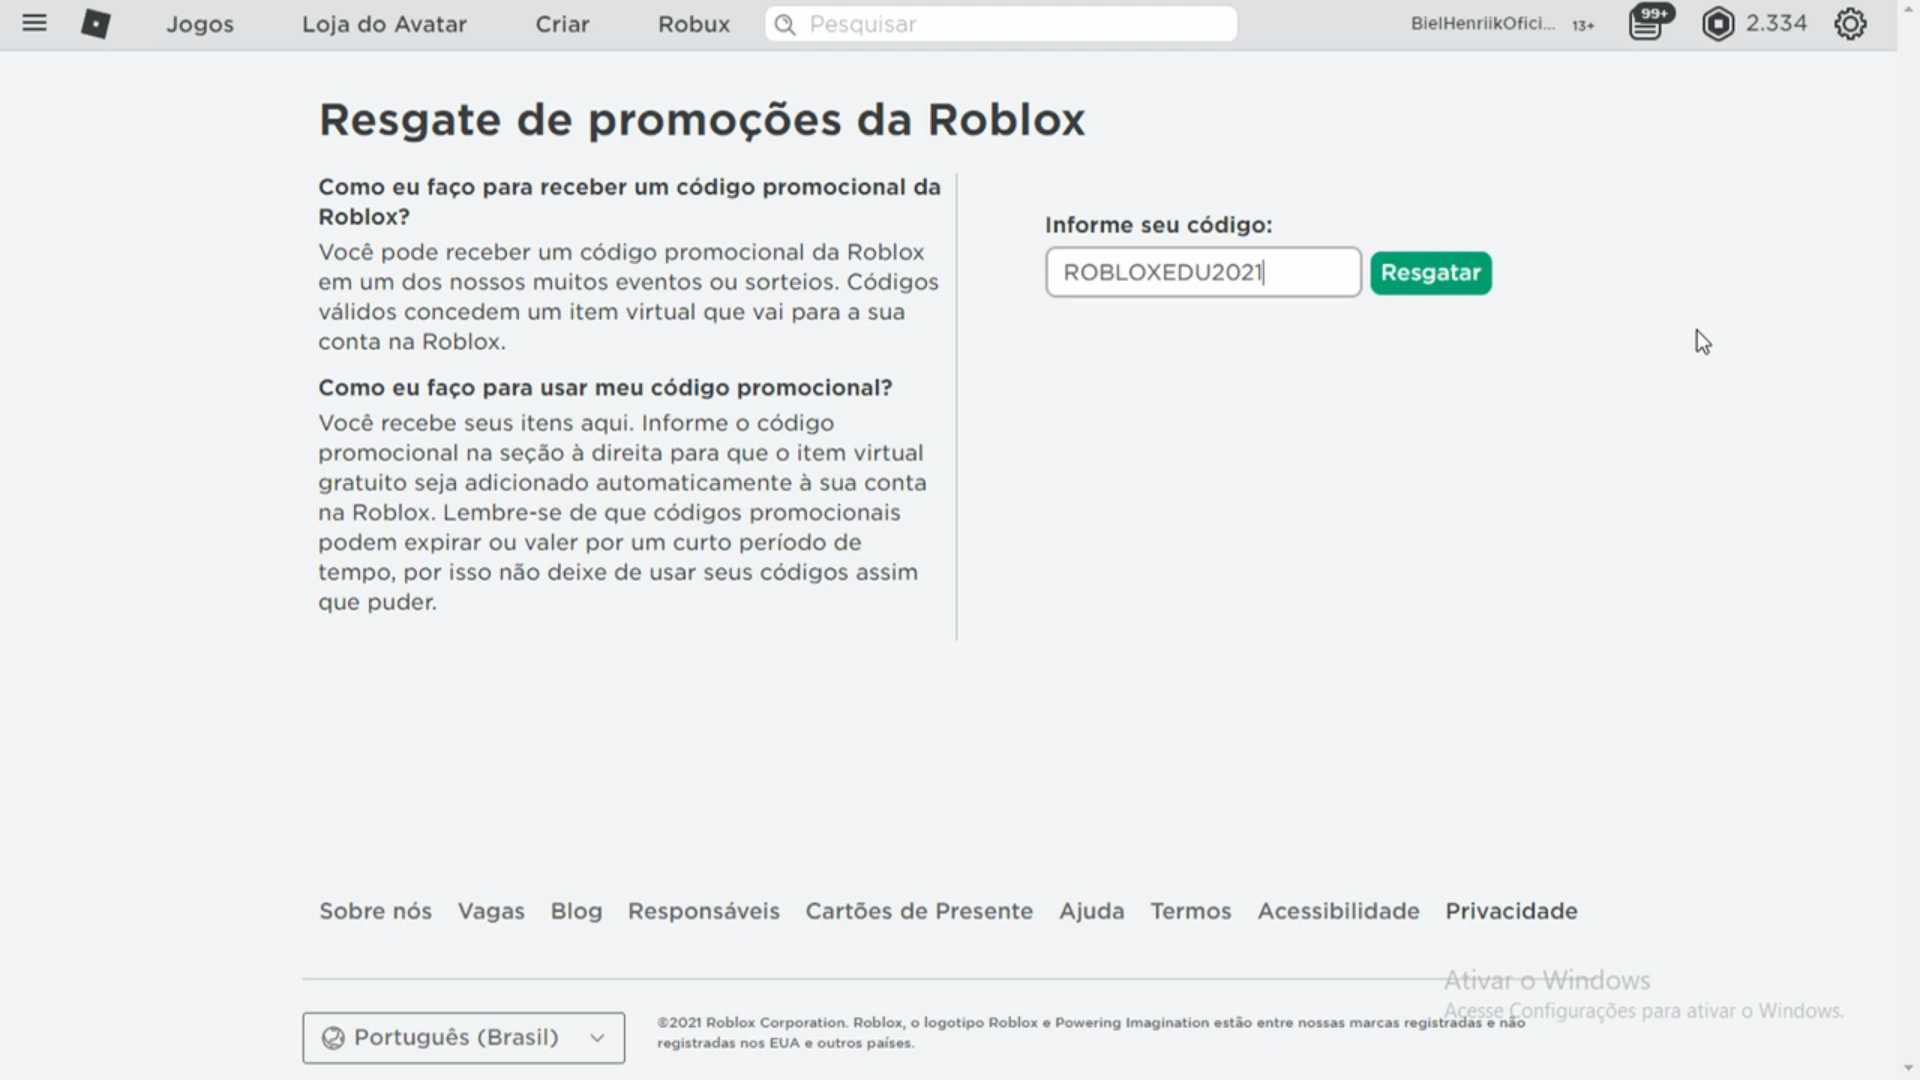 Jogos Loja do Avatar Criar Robux Pesquisar BielHenriikOfici... 13+ 99+ 2.334
Resgate de promoções da Roblox
Como eu faço para receber um código promocional da
Roblox?
Você pode receber um código promocional da Roblox
em um dos nossos muitos eventos ou sorteios. Códigos
válidos concedem um item virtual que vai para a sua
conta na Roblox.
Como eu faço para usar meu código promocional?
Você recebe seus itens aqui. Informe o código
promocional na seção à direita para que o item virtual
gratuito seja adicionado automaticamente à sua conta
na Roblox. Lembre-se de que códigos promocionais
podem expirar ou valer por um curto período de
tempo, por isso não deixe de usar seus códigos assim
que puder.
Informe seu código:
ROBLOXEDU2021 Resgatar
Sobre nós Vagas Blog Responsáveis Cartões de Presente Ajuda Termos Acessibilidade Privacidade
Ativar o Windows
Acesse Configurações para ativar o Windows.
Português (Brasil)
©2021 Roblox Corporation. Roblox, o logotipo Roblox e Powering Imagination estão entre nossas marcas registradas e não
registradas nos EUA e outros países.